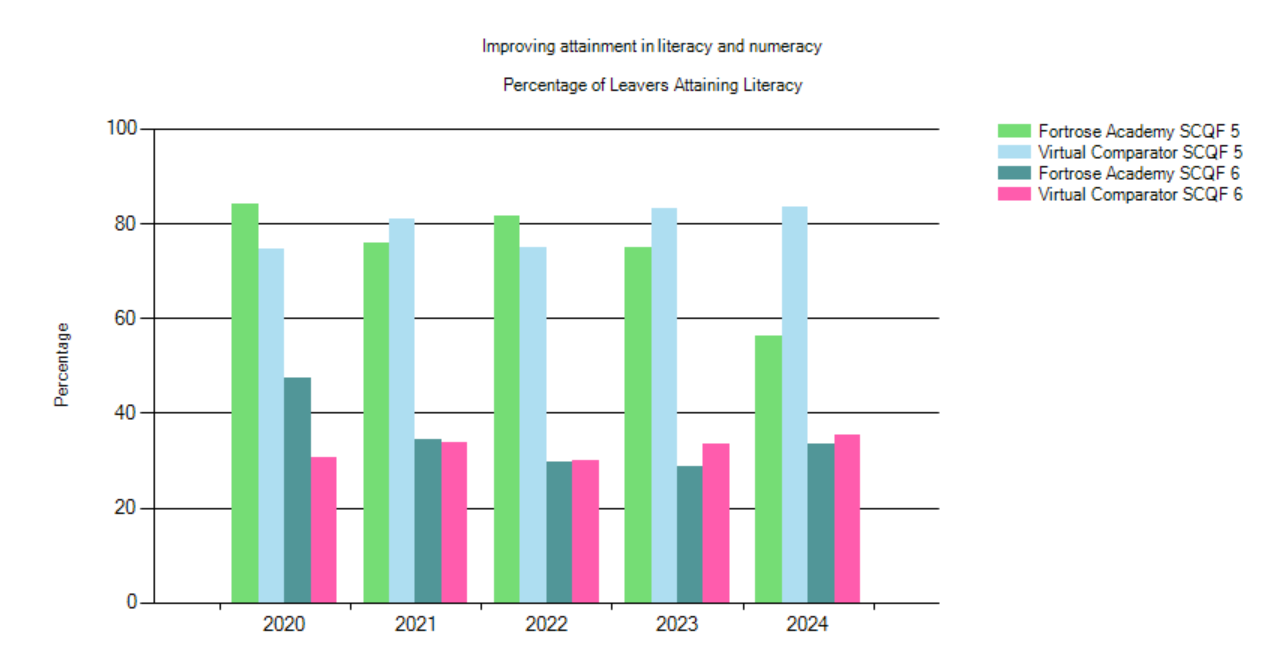 Improving attainment in literacy and numeracy
Percentage of Leavers Attaining Literacy
100
80
60
40
20
0
Percentage
2020 2021 2022 2023 2024
Fortrose Academy SCQF 5
Virtual Comparator SCQF 5
Fortrose Academy SCQF 6
Virtual Comparator SCQF 6